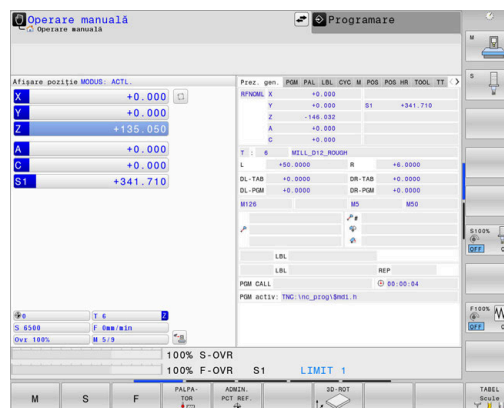 Operare manuală
Operare manuală
Programare
Afişare poziţie MODUS: ACTL.
X +0.000
Y +0.000
Z +135.050
A +0.000
C +0.000
S1 +341.710
0 T 6 Z
S 6500 F 0mm/min
Ovr 100% M 5/9
Prez. gen. PGM PAL LBL CYC M POS POS HR TOOL TT
RFNOML X +0.000
Y +0.000 S1 +341.710
Z -146.032
A +0.000
C +0.000
T : 6 MILL_D12_ROUGH
L +50.0000 R +6.0000
DL-TAB +0.0000 DR-TAB +0.0000
DL-PGM +0.0000 DR-PGM +0.0000
M126 M5 M50
P#
P
LBL
LBL REP
PGM CALL 00:00:04
PGM activ: TNC:\nc_prog\$mdi.h
100% S-OVR
100% F-OVR S1 LIMIT 1
M
S
S100%
OFF
F100%
OFF
M
S
F
PALPA-
TOR
ADMIN.
PCT REF.
3D-ROT
TABEL
Scule